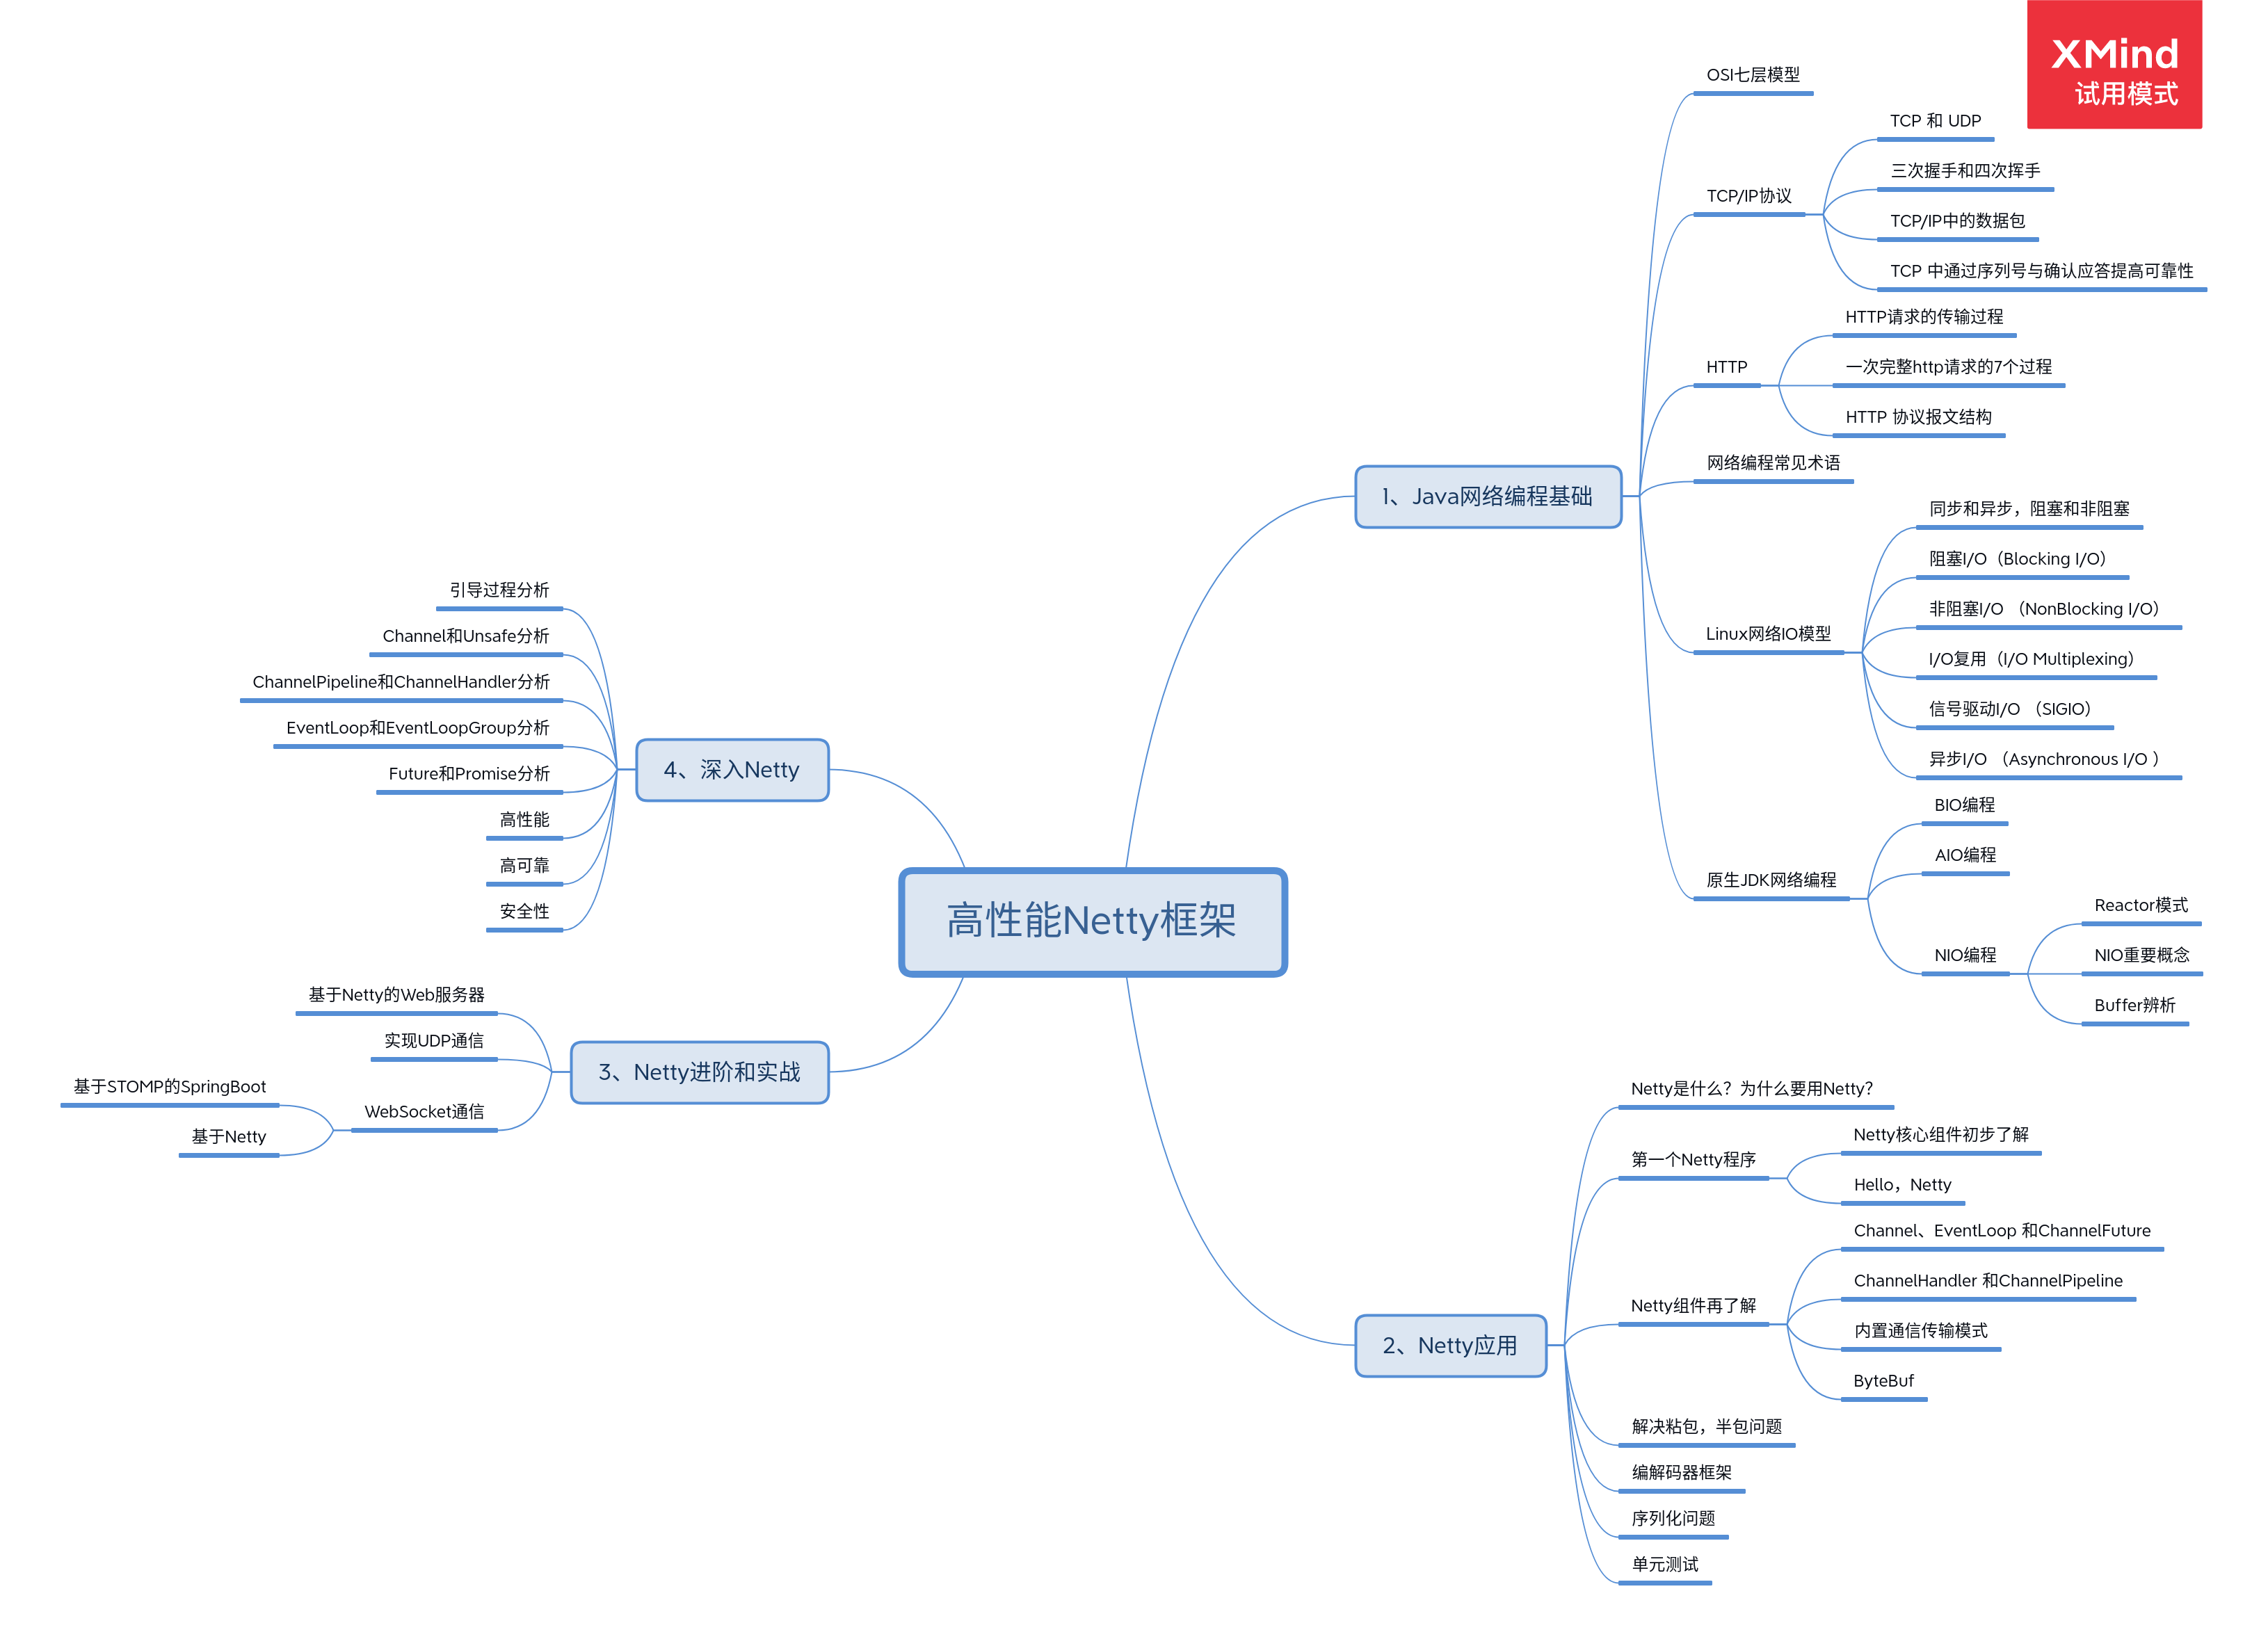 XMind
试用模式
高性能Netty框架
1、Java网络编程基础
OSI七层模型
TCP/IP协议
TCP 和 UDP
三次握手和四次挥手
TCP/IP中的数据包
TCP 中通过序列号与确认应答提高可靠性
HTTP
HTTP请求的传输过程
一次完整http请求的7个过程
HTTP 协议报文结构
网络编程常见术语
Linux网络IO模型
同步和异步，阻塞和非阻塞
阻塞I/O（Blocking I/O）
非阻塞I/O （NonBlocking I/O）
I/O复用（I/O Multiplexing）
信号驱动I/O （SIGIO）
异步I/O （Asynchronous I/O ）
原生JDK网络编程
BIO编程
AIO编程
NIO编程
Reactor模式
NIO重要概念
Buffer辨析
2、Netty应用
Netty是什么？为什么要用Netty？
第一个Netty程序
Netty核心组件初步了解
Hello，Netty
Netty组件再了解
Channel、EventLoop 和ChannelFuture
ChannelHandler 和ChannelPipeline
内置通信传输模式
ByteBuf
解决粘包，半包问题
编解码器框架
序列化问题
单元测试
3、Netty进阶和实战
基于Netty的Web服务器
实现UDP通信
WebSocket通信
基于STOMP的SpringBoot
基于Netty
4、深入Netty
引导过程分析
Channel和Unsafe分析
ChannelPipeline和ChannelHandler分析
EventLoop和EventLoopGroup分析
Future和Promise分析
高性能
高可靠
安全性